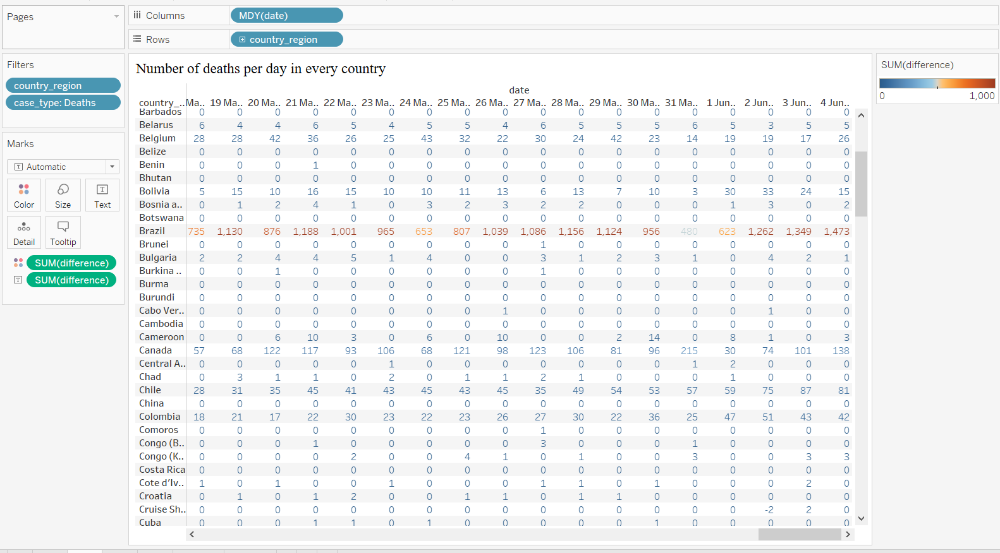 Pages
Columns
MDY(date)
Rows
country_region
Filters
country_region
case_type: Deaths
Marks
Automatic
Color
Size
Text
Detail
Tooltip
SUM(difference)
SUM(difference)
Number of deaths per day in every country
date
country_.. Ma.. 19 Ma.. 20 Ma.. 21 Ma.. 22 Ma.. 23 Ma.. 24 Ma.. 25 Ma.. 26 Ma.. 27 Ma.. 28 Ma.. 29 Ma.. 30 Ma.. 31 Ma.. 1 Jun.. 2 Jun.. 3 Jun.. 4 Jun..
Barbados 0 0 0 0 0 0 0 0 0 0 0 0 0 0 0 0 0 0
Belarus 6 4 4 6 5 4 5 5 4 6 5 5 5 6 5 3 5 5
Belgium 28 28 42 36 26 25 43 32 22 30 24 42 23 14 19 19 17 26
Belize 0 0 0 0 0 0 0 0 0 0 0 0 0 0 0 0 0 0
Benin 0 0 0 1 0 0 0 0 0 0 0 0 0 0 0 0 0 0
Bhutan 0 0 0 0 0 0 0 0 0 0 0 0 0 0 0 0 0 0
Bolivia 5 15 10 16 15 10 10 11 13 6 13 7 10 3 30 33 24 15
Bosnia a.. 0 1 2 4 1 0 3 2 3 2 2 0 0 0 1 3 0 2
Botswana 0 0 0 0 0 0 0 0 0 0 0 0 0 0 0 0 0 0
Brazil 735 1,130 876 1,188 1,001 965 653 807 1,039 1,086 1,156 1,124 956 480 623 1,262 1,349 1,473
Brunei 0 0 0 0 0 0 0 0 0 1 0 0 0 0 0 0 0 0
Bulgaria 2 2 4 4 5 1 4 0 0 3 1 2 3 1 0 4 2 1
Burkina .. 0 0 1 0 0 0 0 0 0 1 0 0 0 0 0 0 0 0
Burma 0 0 0 0 0 0 0 0 0 0 0 0 0 0 0 0 0 0
Burundi 0 0 0 0 0 0 0 0 0 0 0 0 0 0 0 0 0 0
Cabo Ver.. 0 0 0 0 0 0 0 0 1 0 0 0 0 0 0 1 0 0
Cambodia 0 0 0 0 0 0 0 0 0 0 0 0 0 0 0 0 0 0
Cameroon 0 0 6 10 3 0 6 0 10 0 0 2 14 0 8 1 0 3
Canada 57 68 122 117 93 106 68 121 98 123 106 81 96 215 30 74 101 138
Central A.. 0 0 0 0 0 1 0 0 0 0 0 0 0 1 2 0 0 0
Chad 0 3 1 1 0 2 0 1 1 2 1 0 0 0 1 0 0 0
Chile 28 31 35 45 41 43 45 43 45 35 49 54 53 57 59 75 87 81
China 0 0 0 0 0 0 0 0 0 0 0 0 0 0 0 0 0 0
Colombia 18 21 17 22 30 23 22 23 26 27 30 22 36 25 47 51 43 42
Comoros 0 0 0 0 0 0 0 0 0 1 0 0 0 0 0 0 0 0
Congo (B.. 0 0 0 1 0 0 0 0 0 3 0 0 0 1 0 0 0 0
Congo (K.. 0 0 0 0 2 0 0 4 1 0 1 0 0 3 0 0 3 3
Costa Rica 0 0 0 0 0 0 0 0 0 0 0 0 0 0 0 0 0 0
Cote d'Iv.. 1 0 1 0 0 1 0 0 0 1 1 0 1 0 0 0 2 0
Croatia 0 1 0 1 2 0 0 1 1 0 1 1 0 0 0 0 0 0
Cruise Sh.. 0 0 0 0 0 0 0 0 0 0 0 0 0 0 0 -2 2 0
Cuba 0 0 0 1 1 0 1 0 0 0 0 0 1 0 0 0 0 0
SUM(difference)
0 1,000